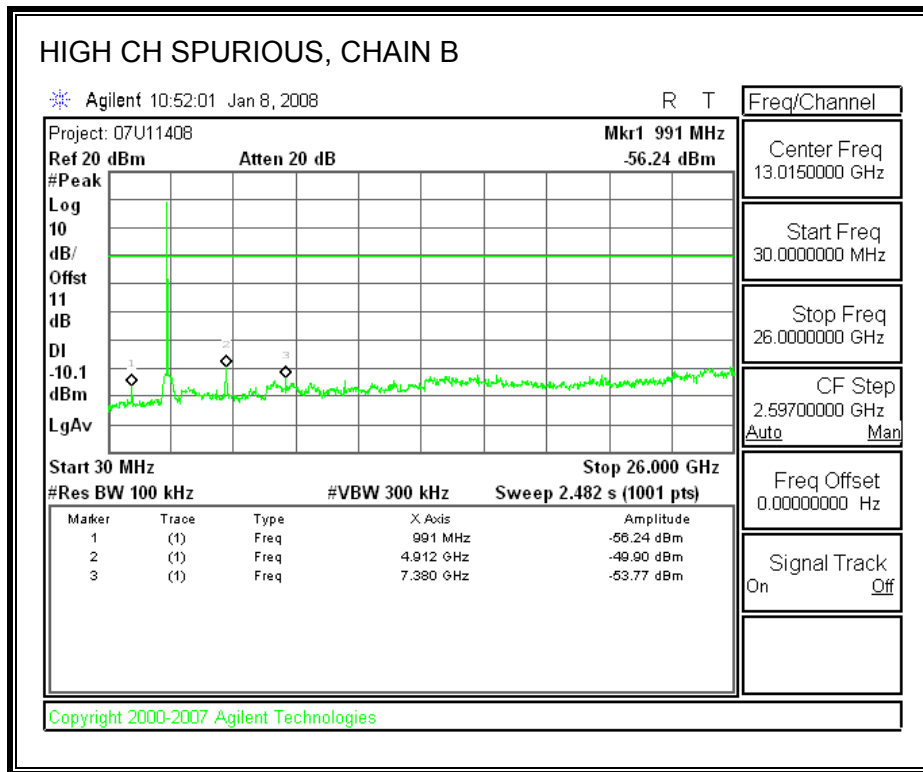 HIGH CH SPURIOUS, CHAIN B
Agilent 10:52:01 Jan 8, 2008 R T
Project: 07U11408 Mkr1 991 MHz
Ref 20 dBm Atten 20 dB -56.24 dBm
#Peak
Log
10
dB/
Offst
11
dB
DI
-10.1
dBm
LgAv
1
2
3
Start 30 MHz Stop 26.000 GHz
#Res BW 100 kHz #VBW 300 kHz Sweep 2.482 s (1001 pts)
Marker Trace Type X Axis Amplitude
1 (1) Freq 991 MHz -56.24 dBm
2 (1) Freq 4.912 GHz -49.90 dBm
3 (1) Freq 7.380 GHz -53.77 dBm
Copyright 2000-2007 Agilent Technologies
Freq/Channel
Center Freq
13.0150000 GHz
Start Freq
30.0000000 MHz
Stop Freq
26.0000000 GHz
CF Step
2.59700000 GHz
Auto Man
Freq Offset
0.00000000 Hz
Signal Track
On Off